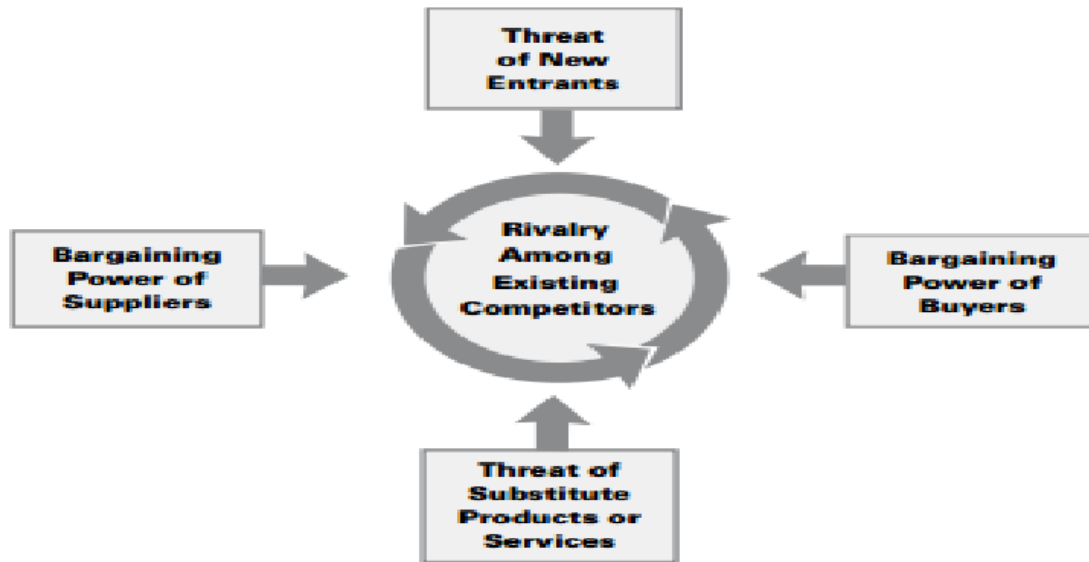 Threat
of New
Entrants
Bargaining
Power of
Suppliers
Rivalry
Among
Existing
Competitors
Bargaining
Power of
Buyers
Threat of
Substitute
Products or
Services